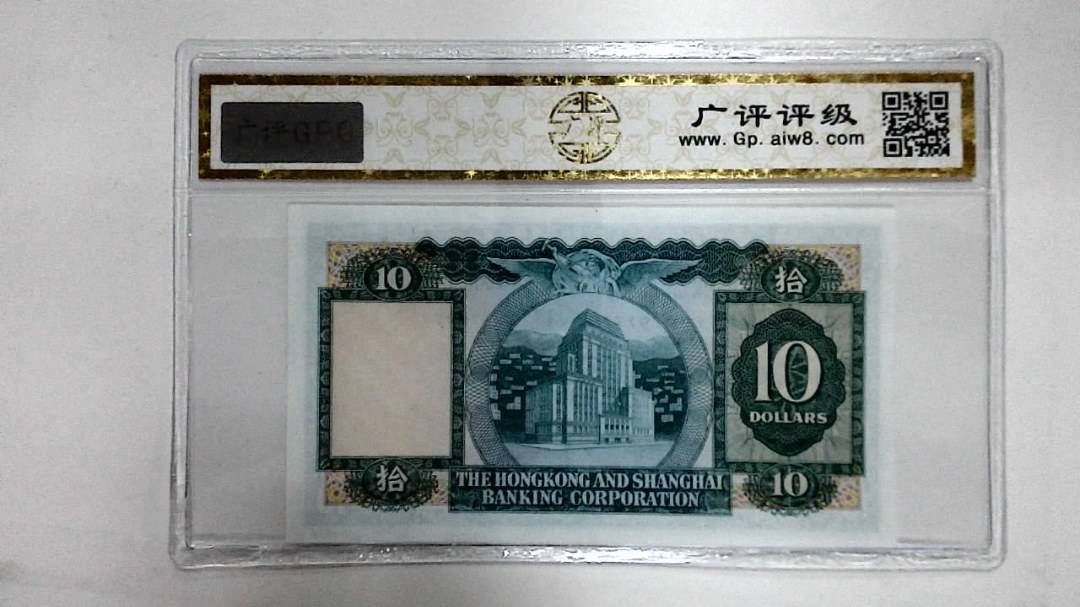 广评GPG
广评评级
www.Gp.aiw8.com
10
拾
10
DOLLARS
拾
THE HONGKONG AND SHANGHAI
BANKING CORPORATION
10